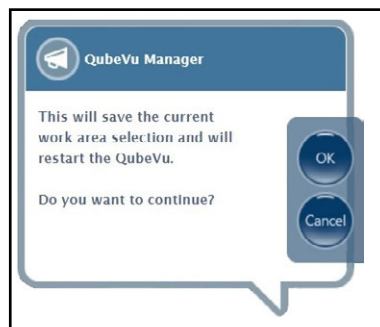 QubeVu Manager
This will save the current
work area selection and will
restart the QubeVu.
Do you want to continue?
OK
Cancel